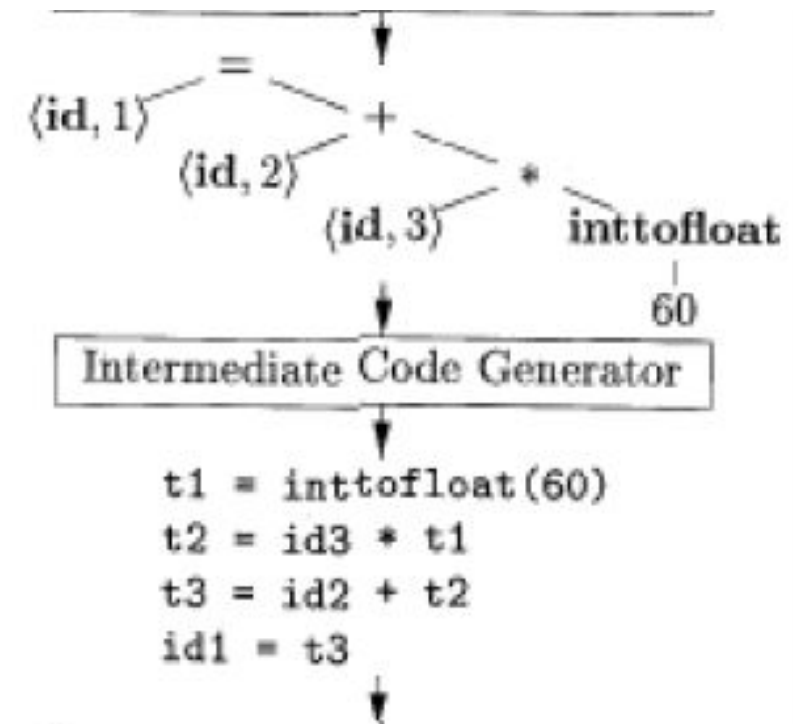 =
⟨id, 1⟩ +
⟨id, 2⟩ *
⟨id, 3⟩ inttofloat
60
Intermediate Code Generator
t1 = inttofloat(60)
t2 = id3 * t1
t3 = id2 + t2
id1 = t3